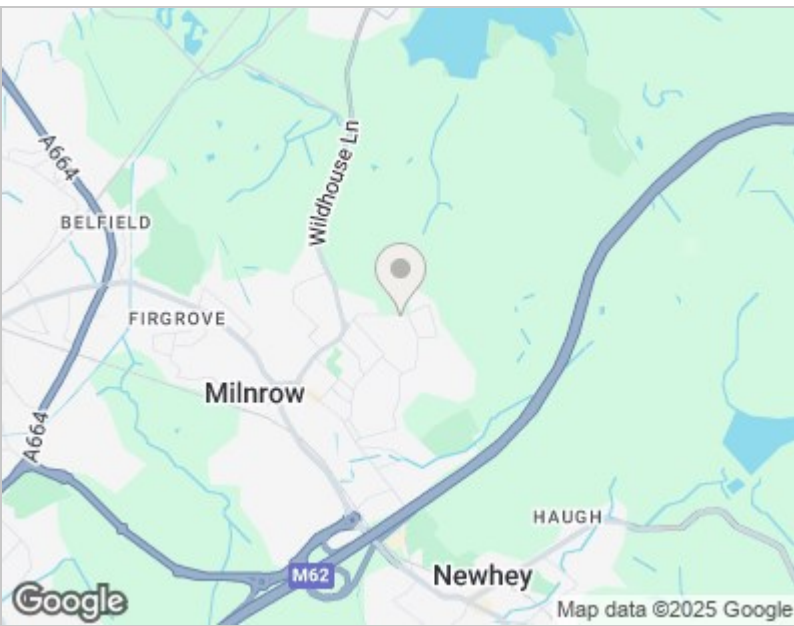 A664
BELFIELD
Wildhouse Ln
FIRGROVE
Milnrow
A664
HAUGH
M62
Newhey
Google
Map data ©2025 Google